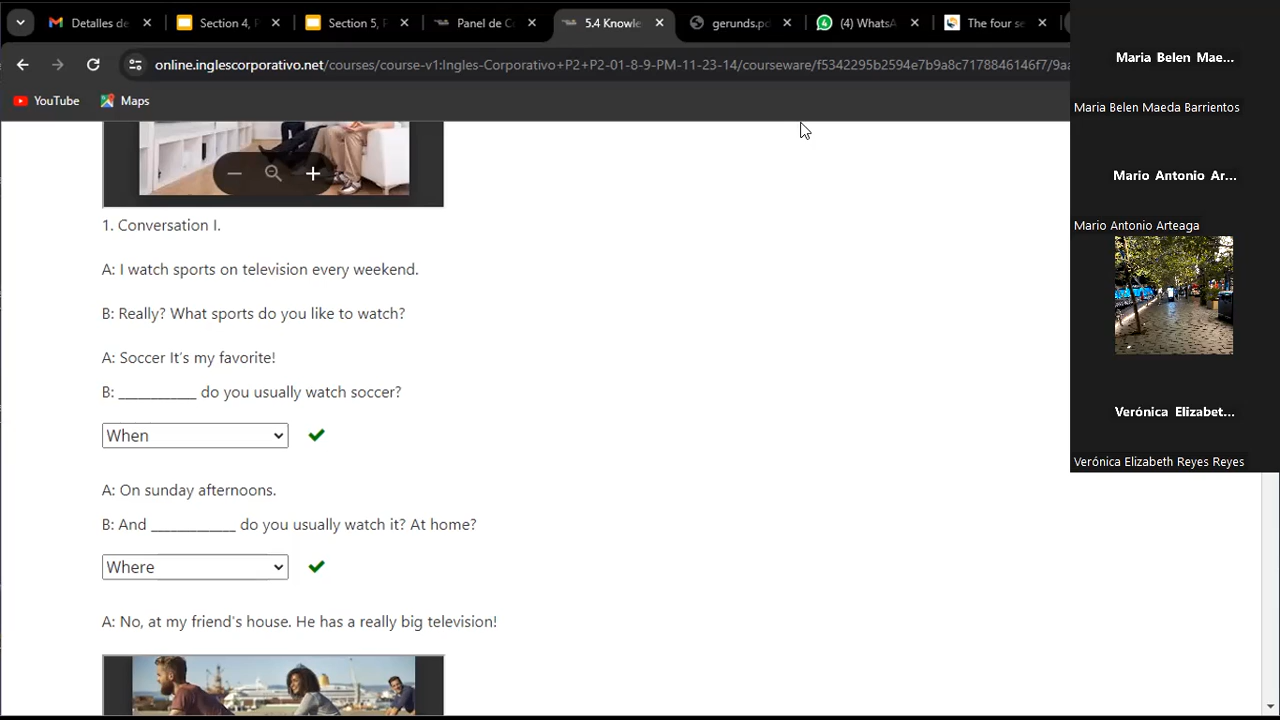 Detalles de
Section 4, P
Section 5, P
Panel de Co
5.4 Knowle
gerunds.pd
(4) WhatsA
The four se
online.inglescorporativo.net/courses/course-v1:Ingles-Corporativo+P2+P2-01-8-9-PM-11-23-14/courseware/f5342295b2594e7b9a8c7178846146f7/9aa
YouTube
Maps
1. Conversation I.
A: I watch sports on television every weekend.
B: Really? What sports do you like to watch?
A: Soccer It's my favorite!
B: ____________ do you usually watch soccer?
When
A: On sunday afternoons.
B: And _____________ do you usually watch it? At home?
Where
A: No, at my friend's house. He has a really big television!
Maria Belen Mae...
Maria Belen Maeda Barrientos
Mario Antonio Ar...
Mario Antonio Arteaga
Verónica Elizabet...
Verónica Elizabeth Reyes Reyes